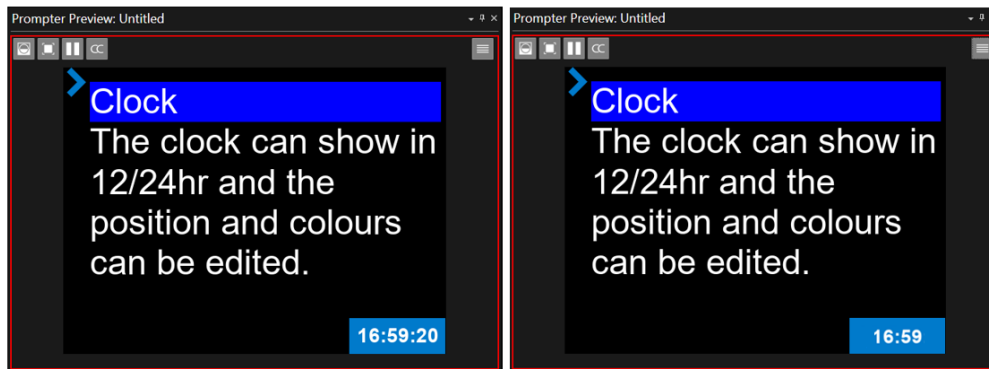 Prompter Preview: Untitled
CC
Clock
The clock can show in
12/24hr and the
position and colours
can be edited.
16:59:20
Prompter Preview: Untitled
CC
Clock
The clock can show in
12/24hr and the
position and colours
can be edited.
16:59